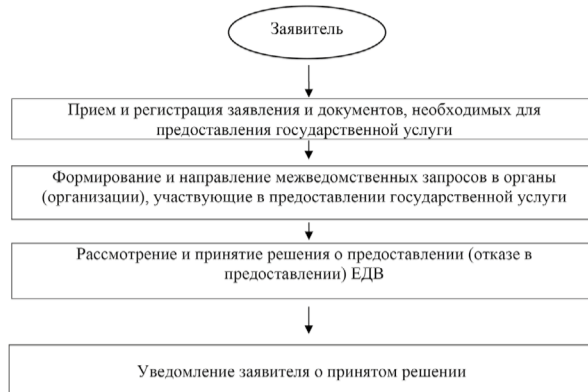 Заявитель
Прием и регистрация заявления и документов, необходимых для
предоставления государственной услуги
Формирование и направление межведомственных запросов в органы
(организации), участвующие в предоставлении государственной услуги
Рассмотрение и принятие решения о предоставлении (отказе в
предоставлении) ЕДВ
Уведомление заявителя о принятом решении